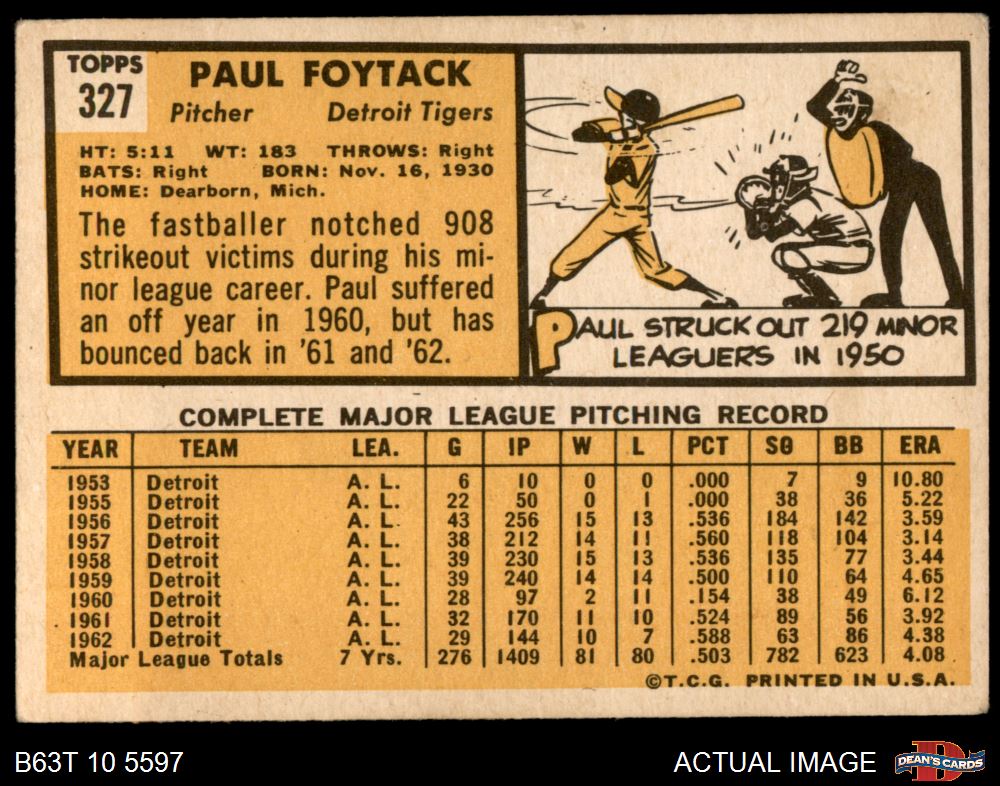 TOPPS
327
PAUL FOYTACK
Pitcher Detroit Tigers
HT: 5:11 WT: 183 THROWS: Right
BATS: Right BORN: Nov. 16, 1930
HOME: Dearborn, Mich.
The fastballer notched 908
strikeout victims during his mi-
nor league career. Paul suffered
an off year in 1960, but has
bounced back in '61 and '62.
PAUL STRUCK OUT 219 MINOR
LEAGUERS IN 1950
COMPLETE MAJOR LEAGUE PITCHING RECORD
YEAR TEAM LEA. G IP W L PCT SO BB ERA
1953 Detroit A. L. 6 10 0 0 .000 7 9 10.80
1955 Detroit A. L. 22 50 0 1 .000 38 36 5.22
1956 Detroit A. L. 43 256 15 13 .536 184 142 3.59
1957 Detroit A. L. 38 212 14 11 .560 118 104 3.14
1958 Detroit A. L. 39 230 15 13 .536 135 77 3.44
1959 Detroit A. L. 39 240 14 14 .500 110 64 4.65
1960 Detroit A. L. 28 97 2 11 .154 38 49 6.12
1961 Detroit A. L. 32 170 11 10 .524 89 56 3.92
1962 Detroit A. L. 29 144 10 7 .588 63 86 4.38
Major League Totals 7 Yrs. 276 1409 81 80 .503 782 623 4.08
©T.C.G. PRINTED IN U.S.A.
B63T 10 5597
ACTUAL IMAGE
DEAN'S CARDS